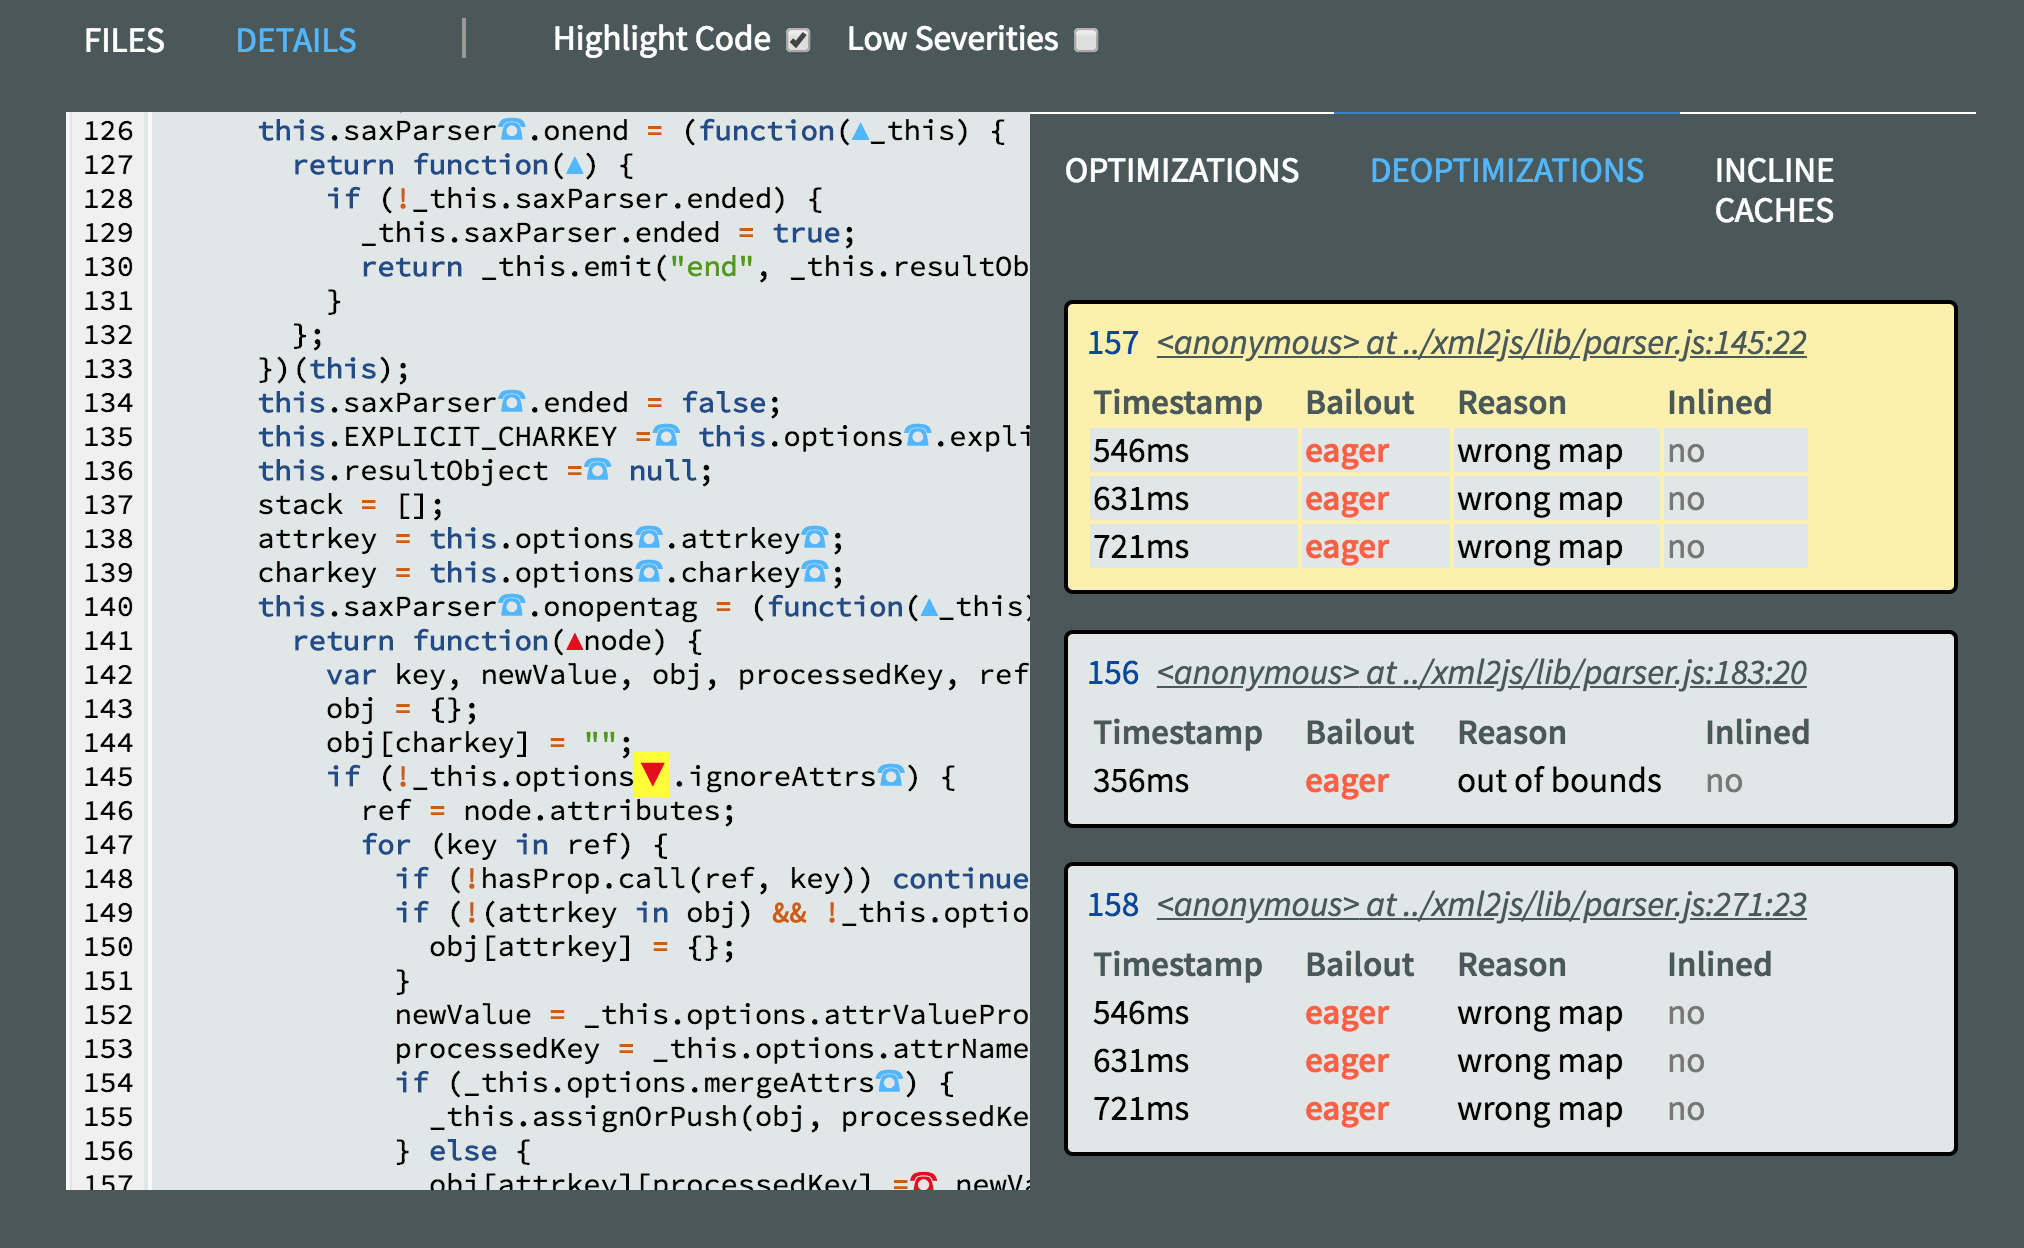 FILES DETAILS Highlight Code Low Severities
126 this.saxParser☎.onend = (function(▲_this) {
127 return function(▲) {
128 if (!_this.saxParser.ended) {
129 _this.saxParser.ended = true;
130 return _this.emit("end", _this.resultOb
131 }
132 };
133 })(this);
134 this.saxParser☎.ended = false;
135 this.EXPLICIT_CHARKEY =☎ this.options☎.expli
136 this.resultObject =☎ null;
137 stack = [];
138 attrkey = this.options☎.attrkey☎;
139 charkey = this.options☎.charkey☎;
140 this.saxParser☎.onopentag = (function(▲_this)
141 return function(▲node) {
142 var key, newValue, obj, processedKey, ref
143 obj = {};
144 obj[charkey] = "";
145 if (!_this.options▼.ignoreAttrs☎) {
146 ref = node.attributes;
147 for (key in ref) {
148 if (!hasProp.call(ref, key)) continue
149 if (!(attrkey in obj) && !_this.optio
150 obj[attrkey] = {};
151 }
152 newValue = _this.options.attrValuePro
153 processedKey = _this.options.attrName
154 if (_this.options.mergeAttrs☎) {
155 _this.assignOrPush(obj, processedKe
156 } else {
157 obj[attrkey][processedKey] =☎ newVa
OPTIMIZATIONS DEOPTIMIZATIONS INCLINE
CACHES
157 <anonymous> at ../xml2js/lib/parser.js:145:22
Timestamp Bailout Reason Inlined
546ms eager wrong map no
631ms eager wrong map no
721ms eager wrong map no
156 <anonymous> at ../xml2js/lib/parser.js:183:20
Timestamp Bailout Reason Inlined
356ms eager out of bounds no
158 <anonymous> at ../xml2js/lib/parser.js:271:23
Timestamp Bailout Reason Inlined
546ms eager wrong map no
631ms eager wrong map no
721ms eager wrong map no